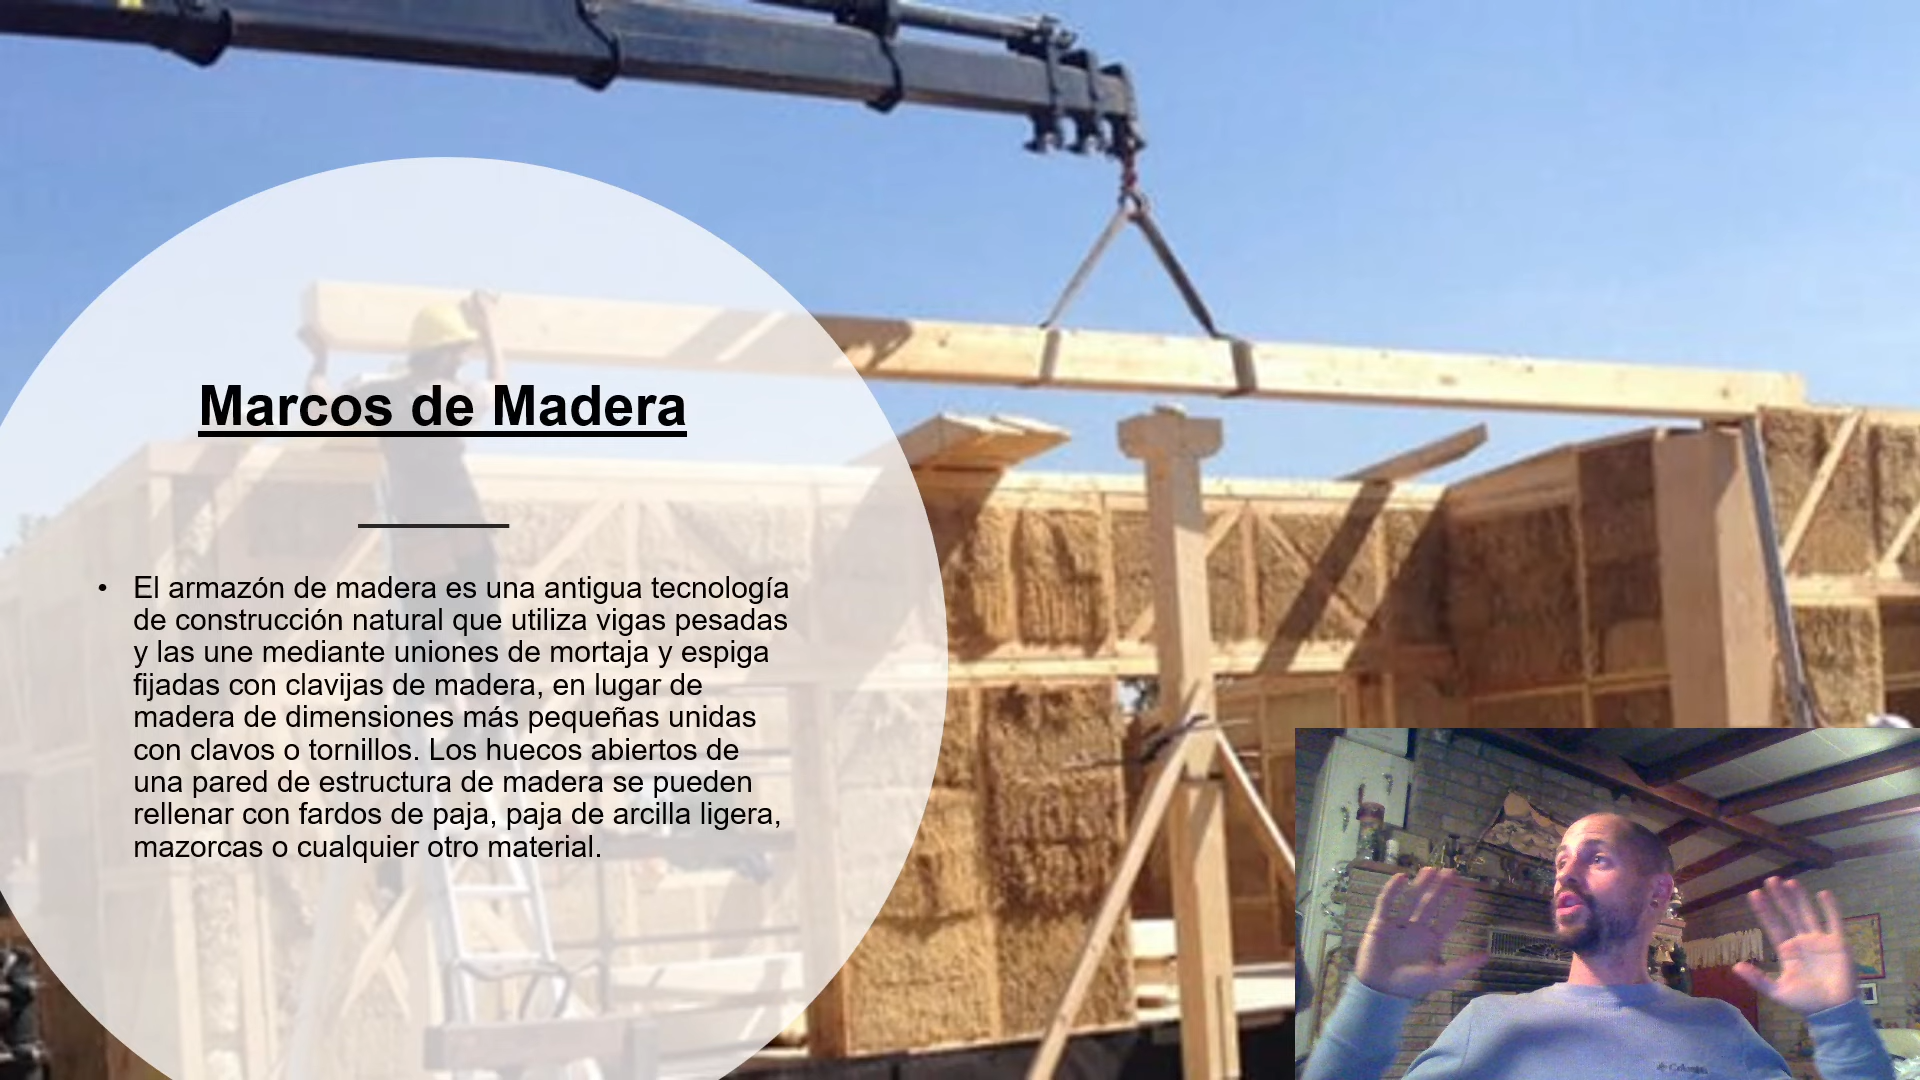 Marcos de Madera
• El armazón de madera es una antigua tecnología
de construcción natural que utiliza vigas pesadas
y las une mediante uniones de mortaja y espiga
fijadas con clavijas de madera, en lugar de
madera de dimensiones más pequeñas unidas
con clavos o tornillos. Los huecos abiertos de
una pared de estructura de madera se pueden
rellenar con fardos de paja, paja de arcilla ligera,
mazorcas o cualquier otro material.
Columbia